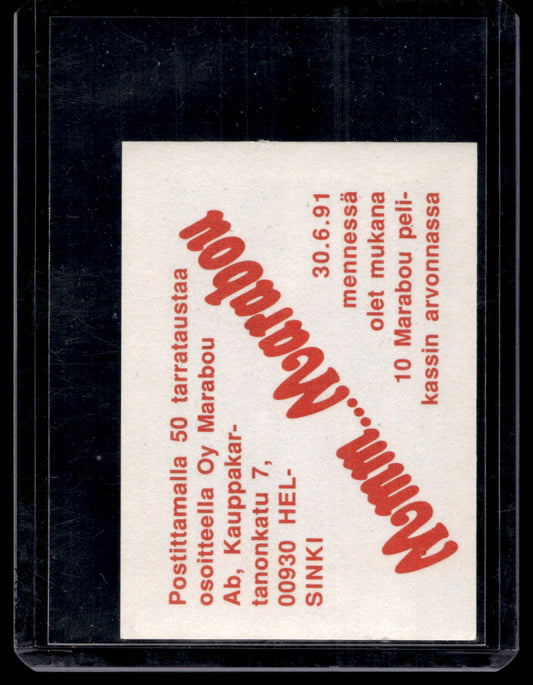 Postittamalla 50 tarrataustaa
osoitteella Oy Marabou
Ab, Kauppakar-
tanonkatu 7,
00930 HEL-
SINKI
Mmm...Marabou
30.6.91
mennessä
olet mukana
10 Marabou peli-
kassin arvonnassa